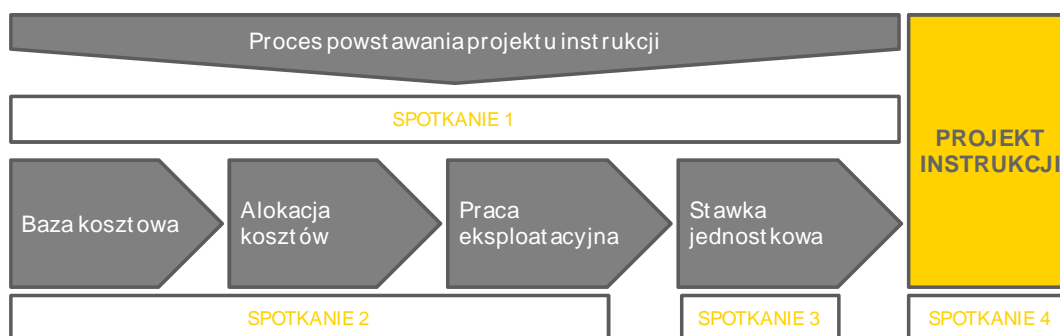 Proces powstawania projektu instrukcji
SPOTKANIE 1
PROJEKT
INSTRUKCJI
Baza kosztowa
Alokacja
kosztów
Praca
eksploatacyjna
Stawka
jednostkowa
SPOTKANIE 2
SPOTKANIE 3
SPOTKANIE 4